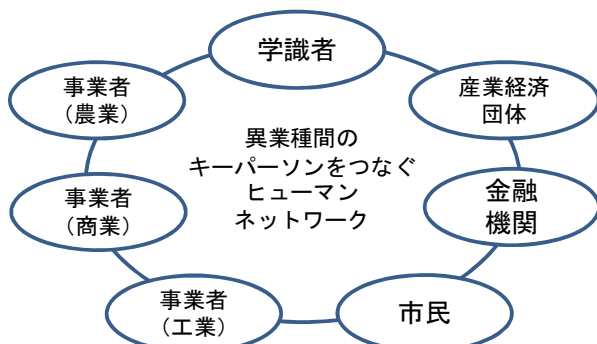 学識者
事業者
（農業）
産業経済
団体
異業種間の
キーパーソンをつなぐ
ヒューマン
ネットワーク
事業者
（商業）
金融
機関
事業者
（工業）
市民